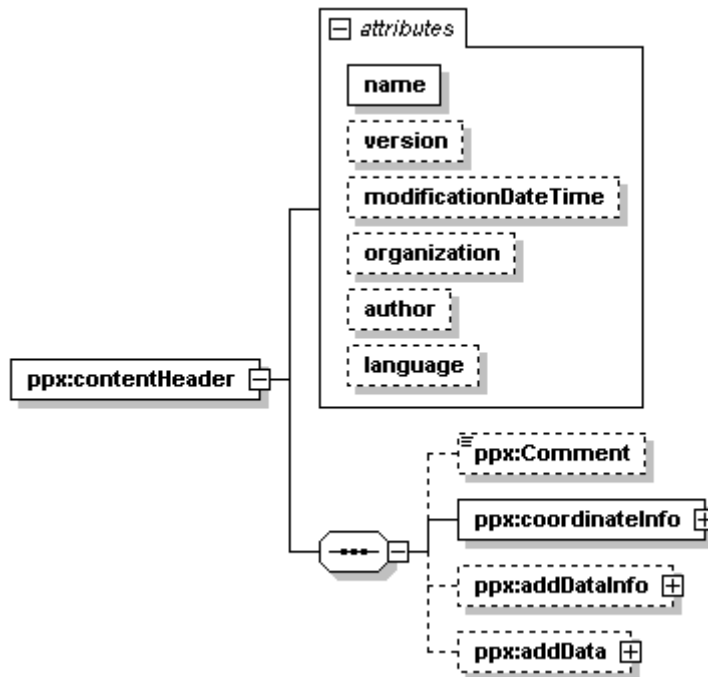 attributes
name
version
modificationDateTime
organization
author
language
ppx:contentHeader
ppx:Comment
ppx:coordinateInfo
ppx:addDataInfo
ppx:addData